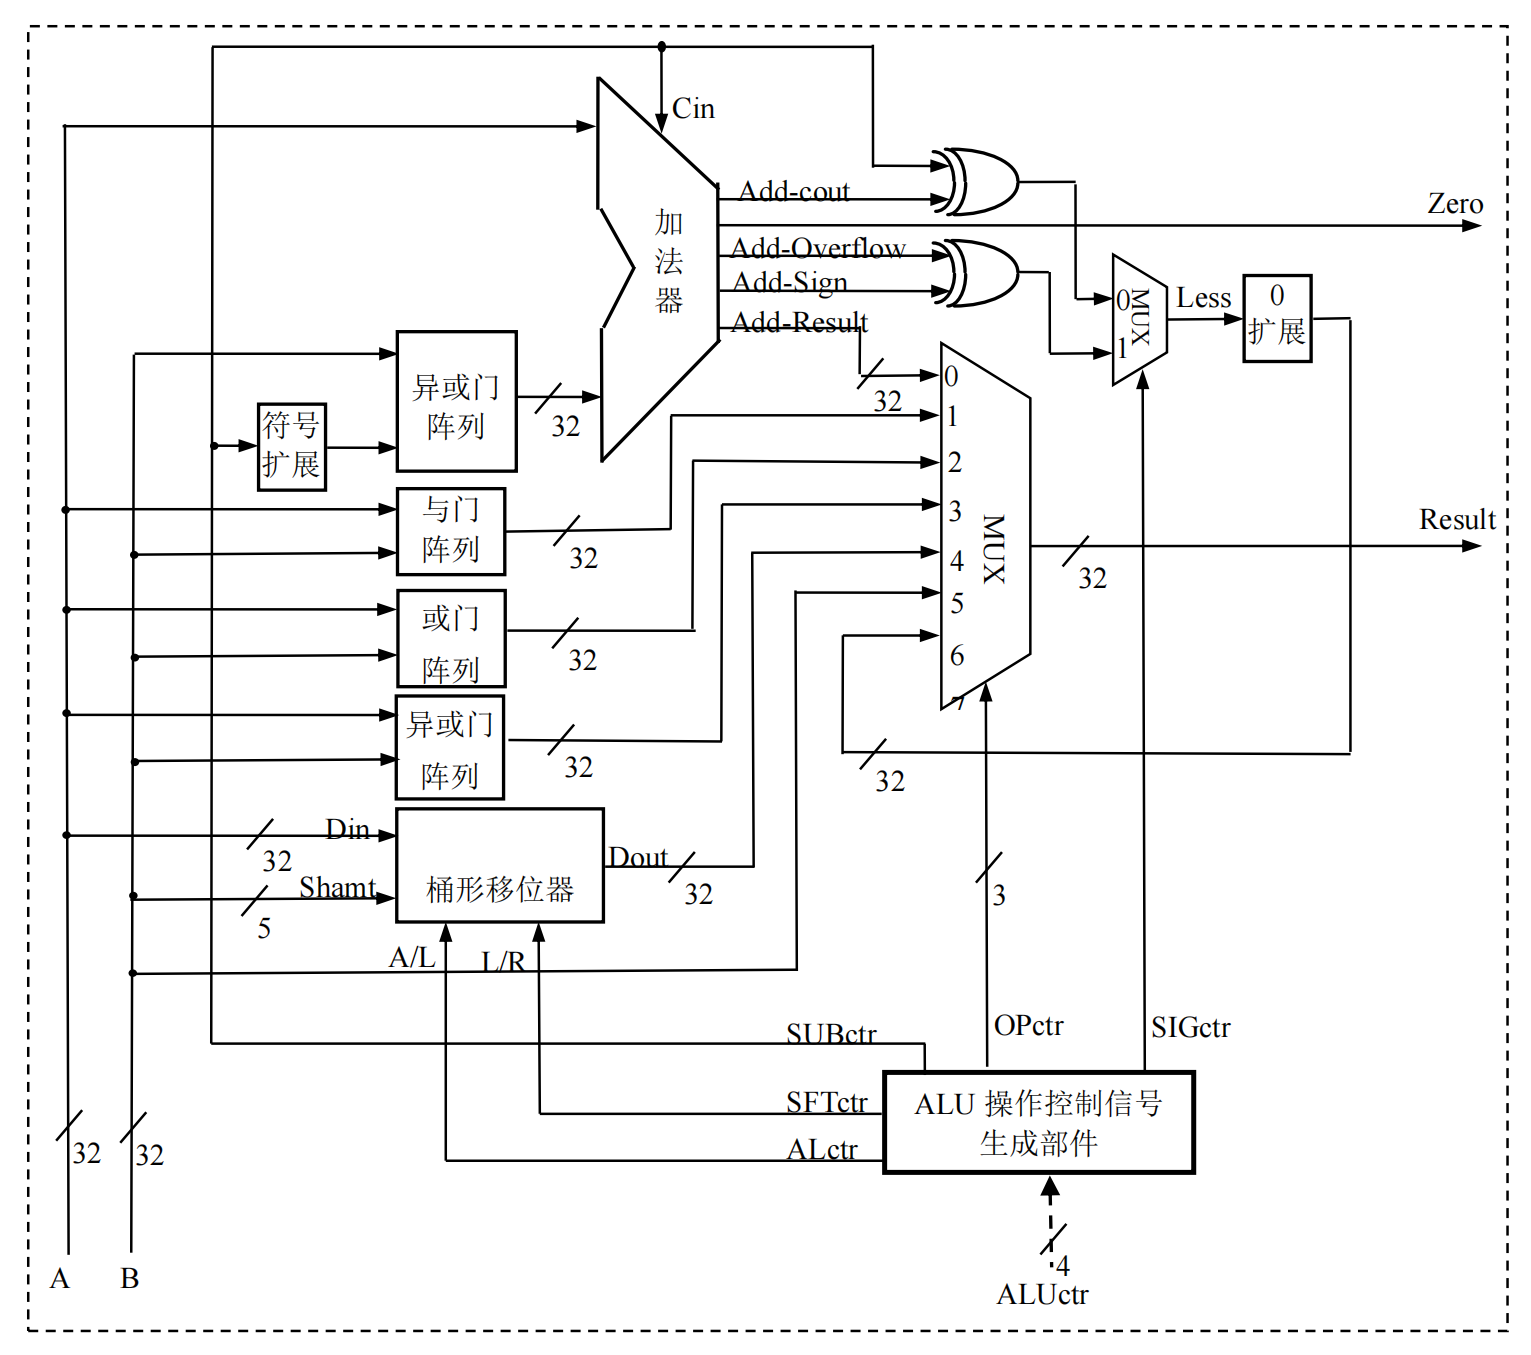 Cin
Add-cout
Zero
加
法
器
Add-Overflow
Add-Sign
Add-Result
0
MUX
1
Less
0
扩展
异或门
阵列
32
32
符号
扩展
0
1
2
3
4
5
6
7
MUX
与门
阵列
32
Result
32
或门
阵列
32
异或门
阵列
32
32
Din
32
Shamt
5
桶形移位器
Dout
32
3
A/L
L/R
SUBctr
OPctr
SIGctr
SFTctr
ALctr
ALU 操作控制信号
生成部件
32
32
4
A
B
ALUctr